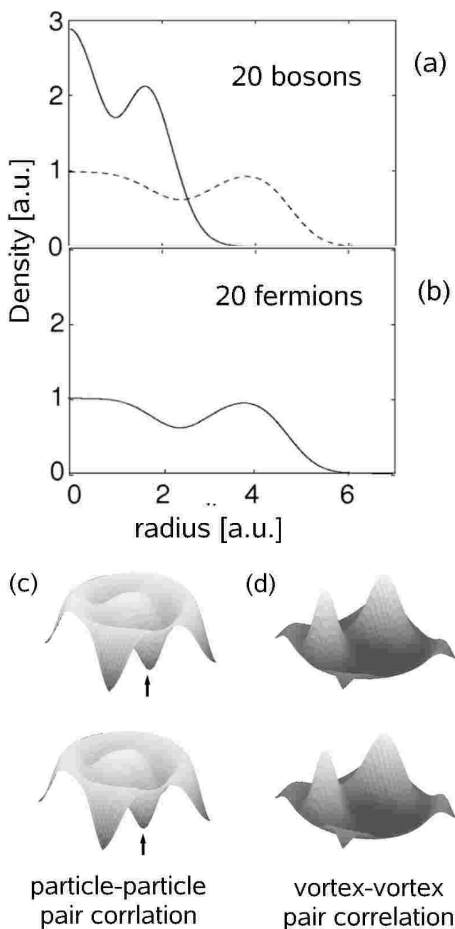 3
(a)
20 bosons
2
1
0
Density [a.u.]
(b)
20 fermions
2
1
0
0
2
4
6
radius [a.u.]
(c)
(d)
particle-particle
pair corrlation
vortex-vortex
pair correlation